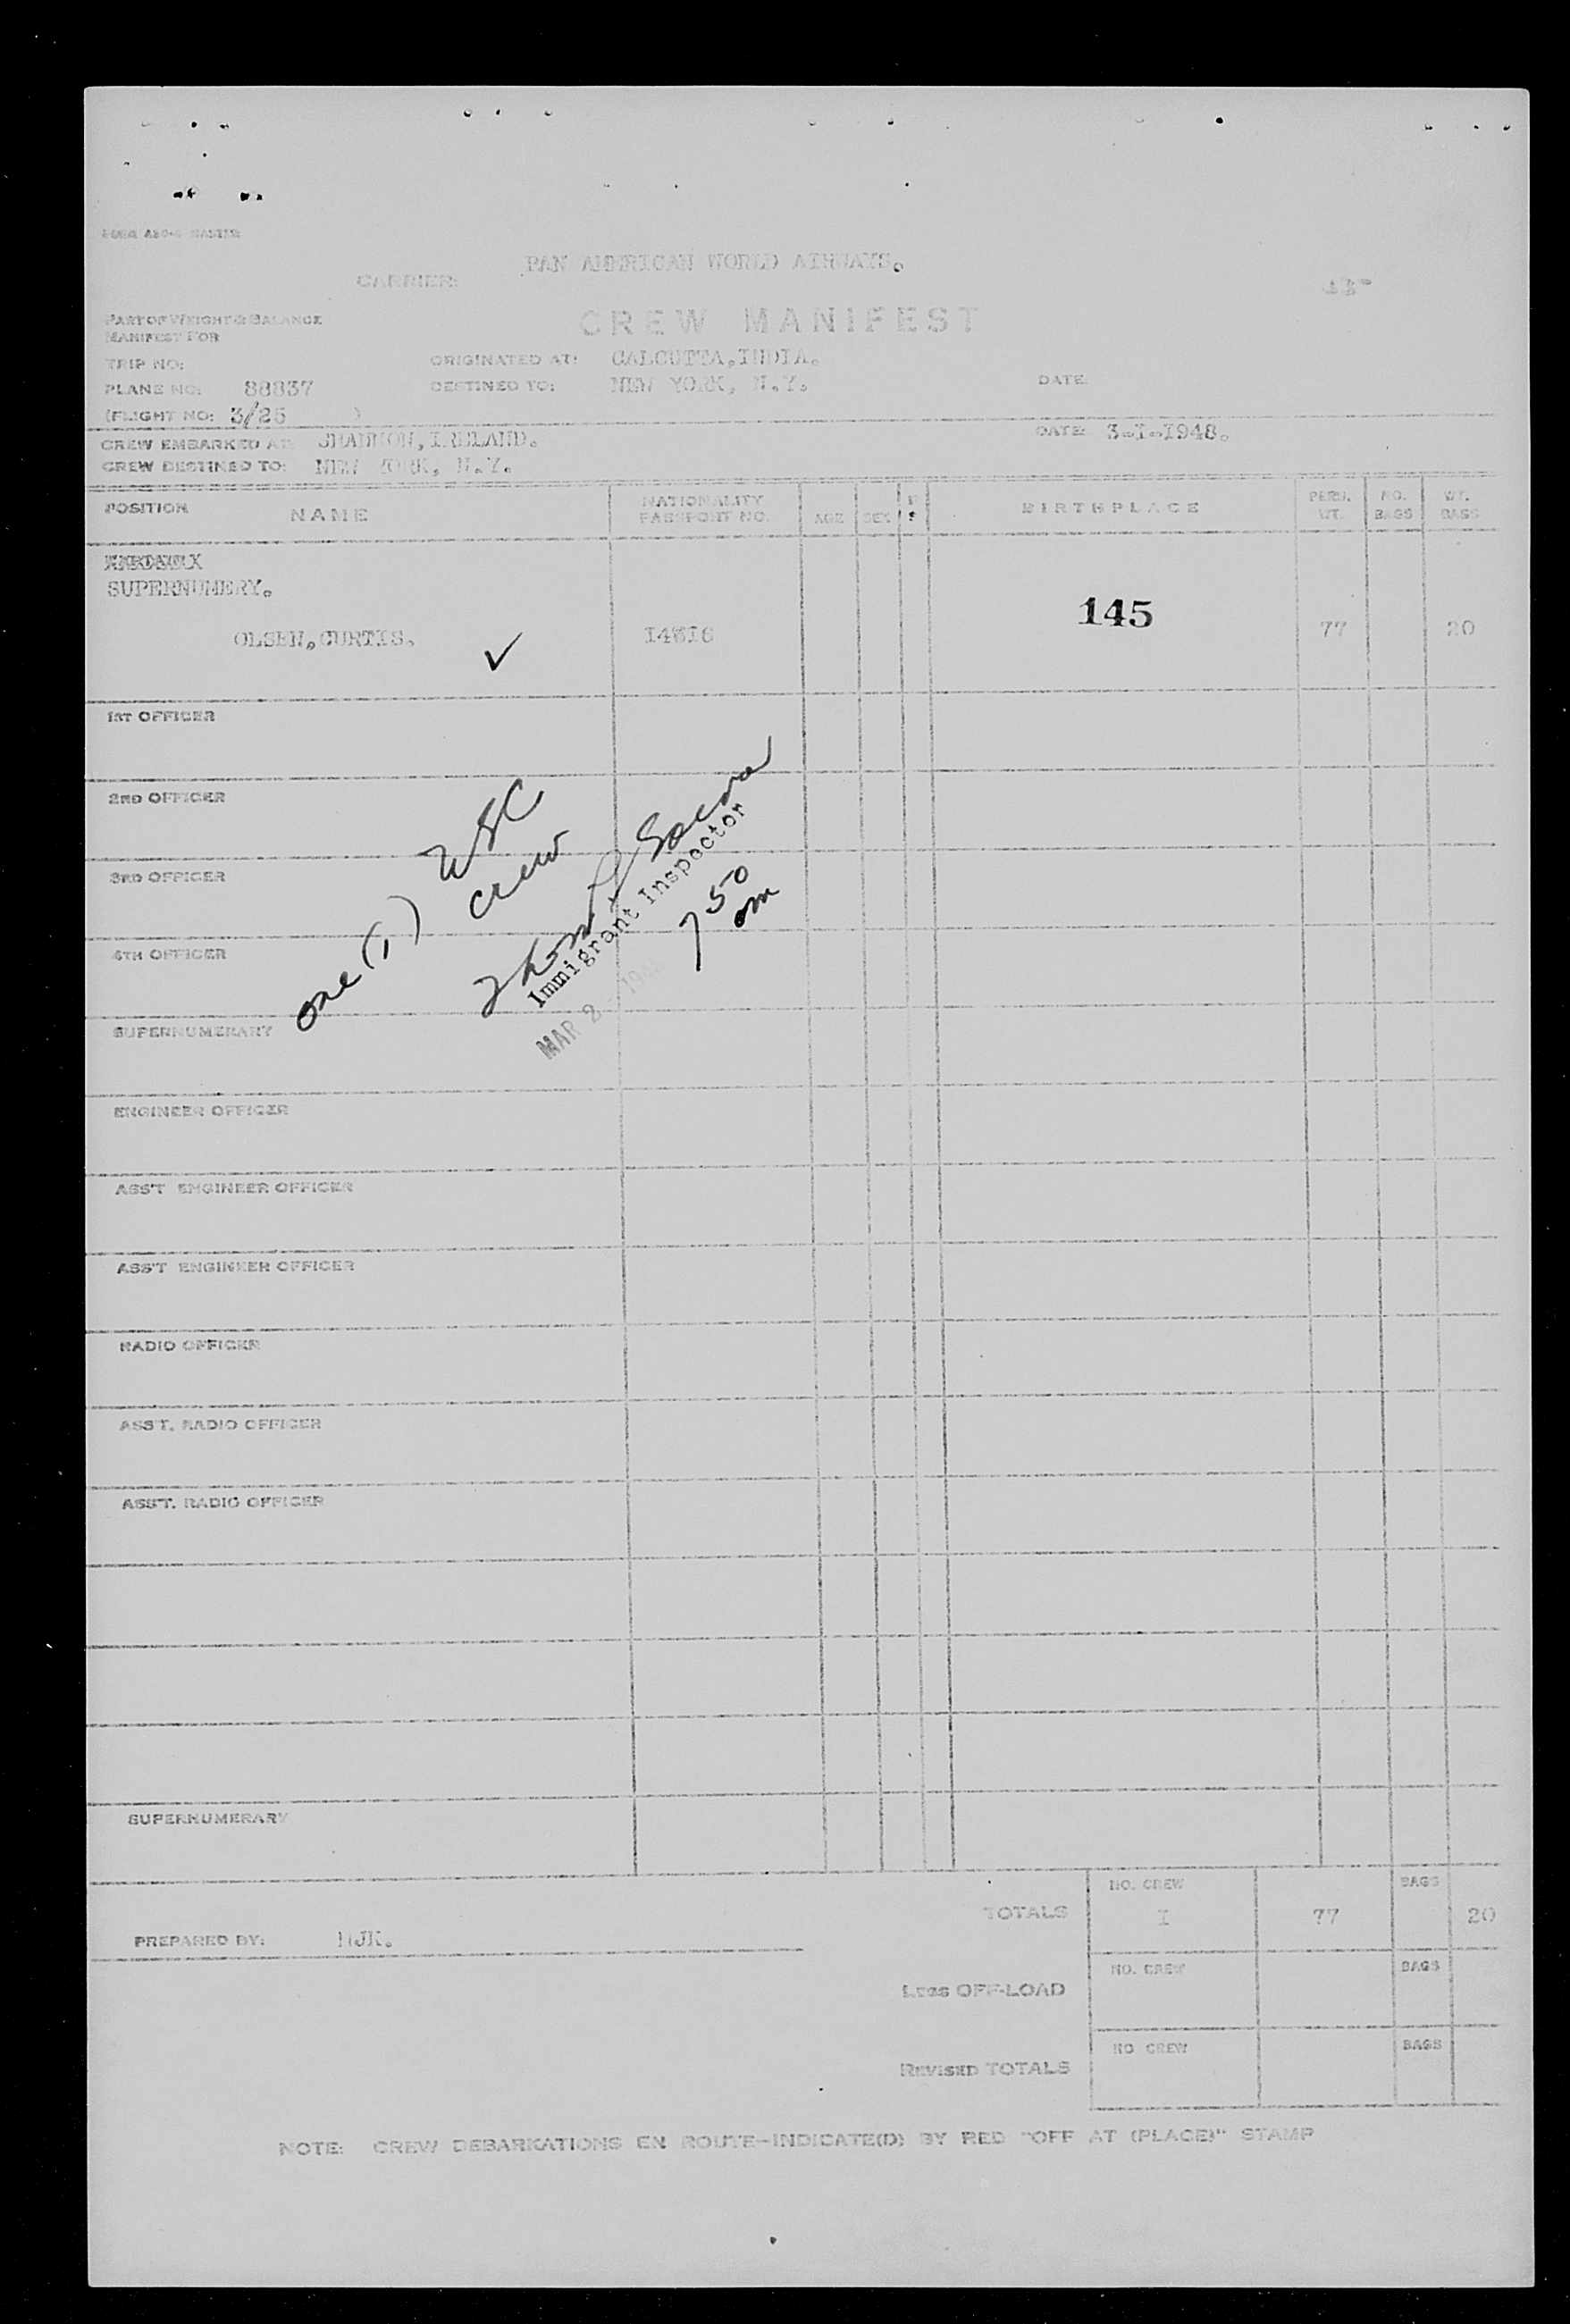 CARRIER: PAN AMERICAN WORLD AIRWAYS.
CREW MANIFEST
PART OF WEIGHT & BALANCE
MANIFEST FOR
TRIP NO: ORIGINATED AT: CALCUTTA,INDIA.
PLANE NO: 88837 DESTINED TO: NEW YORK, N.Y. DATE:
(FLIGHT NO: 3/25 )
CREW EMBARKED AT: SHANNON,IRELAND. DATE: 3-I-I948.
CREW DESTINED TO: NEW YORK, N.Y.
POSITION NAME NATIONALITY PASSPORT NO. AGE SEX BIRTHPLACE PERS. WT. NO. BAGS WT. BAGS
SUPERNUMERY.
145
OLSEN,CURTIS. ✓ 77 20
1ST OFFICER
2ND OFFICER
3RD OFFICER
4TH OFFICER
one (1) USC
crew
Immigrant Inspector
MAR 2 - 194
7 50
SUPERNUMERARY
ENGINEER OFFICER
ASS'T ENGINEER OFFICER
ASS'T ENGINEER OFFICER
RADIO OFFICER
ASS'T. RADIO OFFICER
ASS'T. RADIO OFFICER
SUPERNUMERARY
NO. CREW BAGS
TOTALS I 77 20
PREPARED BY:
NO. CREW BAGS
LESS OFF-LOAD
NO CREW BAGS
REVISED TOTALS
NOTE: CREW DEBARKATIONS EN ROUTE-INDICATE(D) BY RED "OFF AT (PLACE)" STAMP